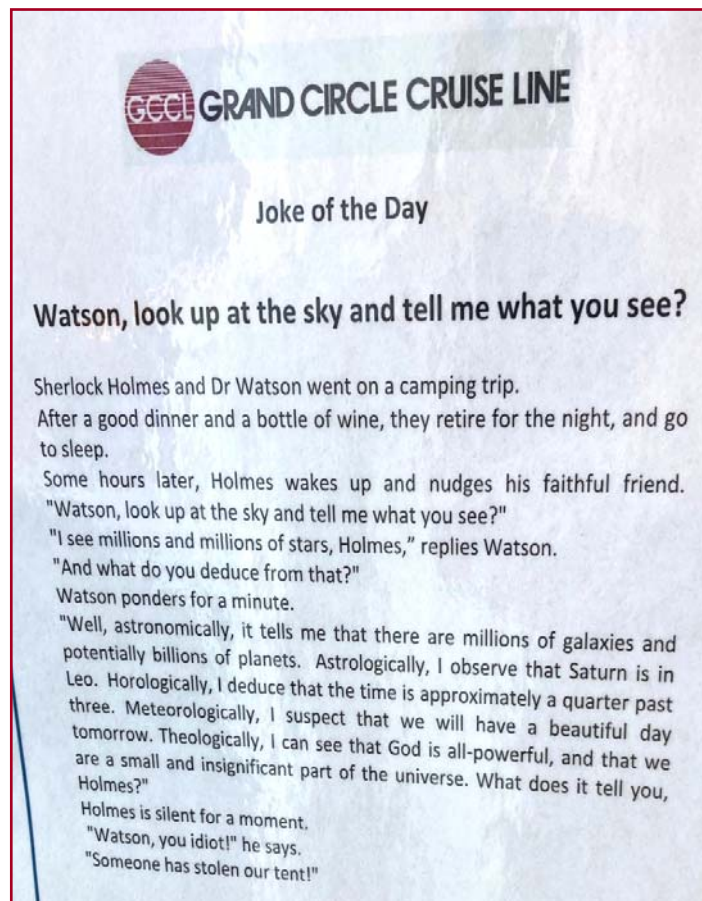 GCCL GRAND CIRCLE CRUISE LINE
Joke of the Day
Watson, look up at the sky and tell me what you see?
Sherlock Holmes and Dr Watson went on a camping trip.
After a good dinner and a bottle of wine, they retire for the night, and go
to sleep.
Some hours later, Holmes wakes up and nudges his faithful friend.
"Watson, look up at the sky and tell me what you see?"
"I see millions and millions of stars, Holmes,” replies Watson.
"And what do you deduce from that?"
Watson ponders for a minute.
"Well, astronomically, it tells me that there are millions of galaxies and
potentially billions of planets. Astrologically, I observe that Saturn is in
Leo. Horologically, I deduce that the time is approximately a quarter past
three. Meteorologically, I suspect that we will have a beautiful day
tomorrow. Theologically, I can see that God is all-powerful, and that we
are a small and insignificant part of the universe. What does it tell you,
Holmes?"
Holmes is silent for a moment.
"Watson, you idiot!" he says.
"Someone has stolen our tent!"